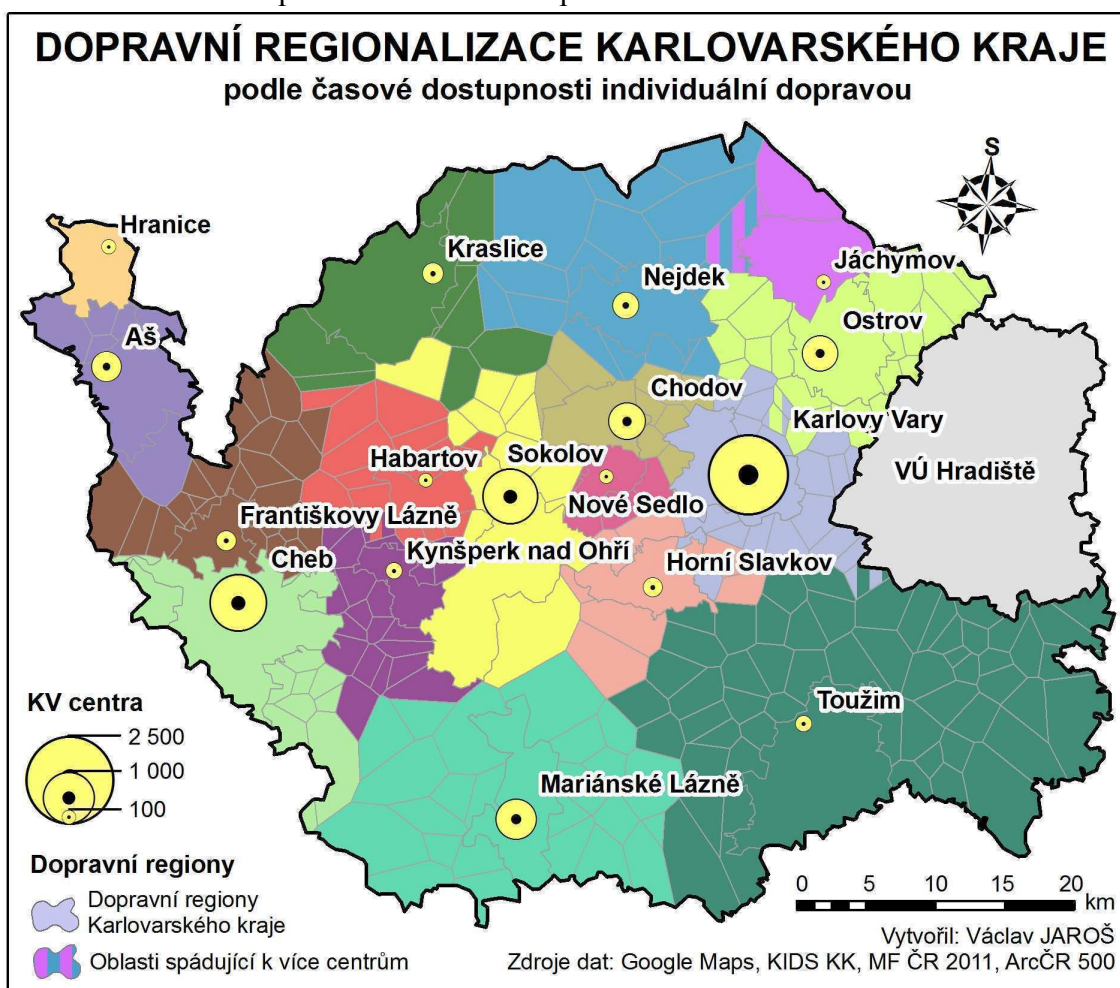 DOPRAVNÍ REGIONALIZACE KARLOVARSKÉHO KRAJE
podle časové dostupnosti individuální dopravou
S
Hranice
Kraslice
Nejdek
Jáchymov
Aš
Ostrov
Chodov
Karlovy Vary
Habartov
Sokolov
VÚ Hradiště
Nové Sedlo
Františkovy Lázně
Cheb
Kynšperk nad Ohří
Horní Slavkov
Toužim
Mariánské Lázně
KV centra
2 500
1 000
100
Dopravní regiony
Dopravní regiony
Karlovarského kraje
Oblasti spádující k více centrům
0 5 10 15 20
km
Vytvořil: Václav JAROŠ
Zdroje dat: Google Maps, KIDS KK, MF ČR 2011, ArcČR 500